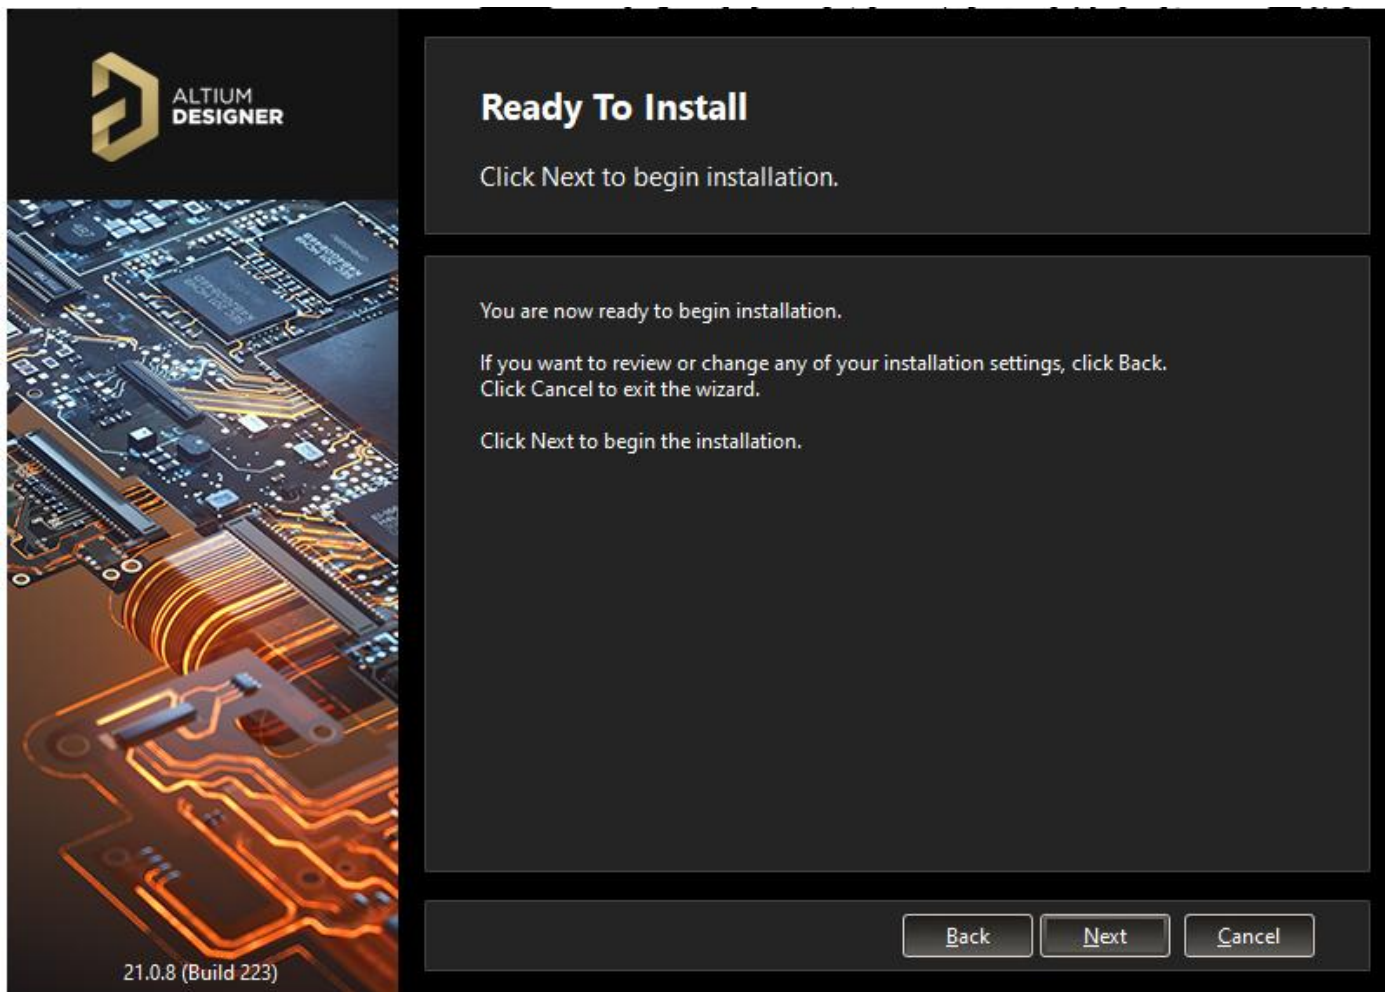 ALTIUM
DESIGNER
Ready To Install
Click Next to begin installation.
You are now ready to begin installation.
If you want to review or change any of your installation settings, click Back.
Click Cancel to exit the wizard.
Click Next to begin the installation.
Back
Next
Cancel
21.0.8 (Build 223)